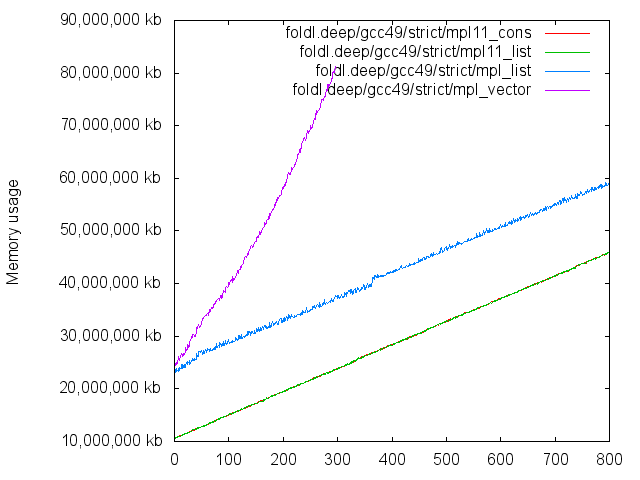 90,000,000 kb
80,000,000 kb
70,000,000 kb
60,000,000 kb
50,000,000 kb
40,000,000 kb
30,000,000 kb
20,000,000 kb
10,000,000 kb
Memory usage
foldl.deep/gcc49/strict/mpl11_cons
foldl.deep/gcc49/strict/mpl11_list
foldl.deep/gcc49/strict/mpl_list
foldl.deep/gcc49/strict/mpl_vector
0 100 200 300 400 500 600 700 800